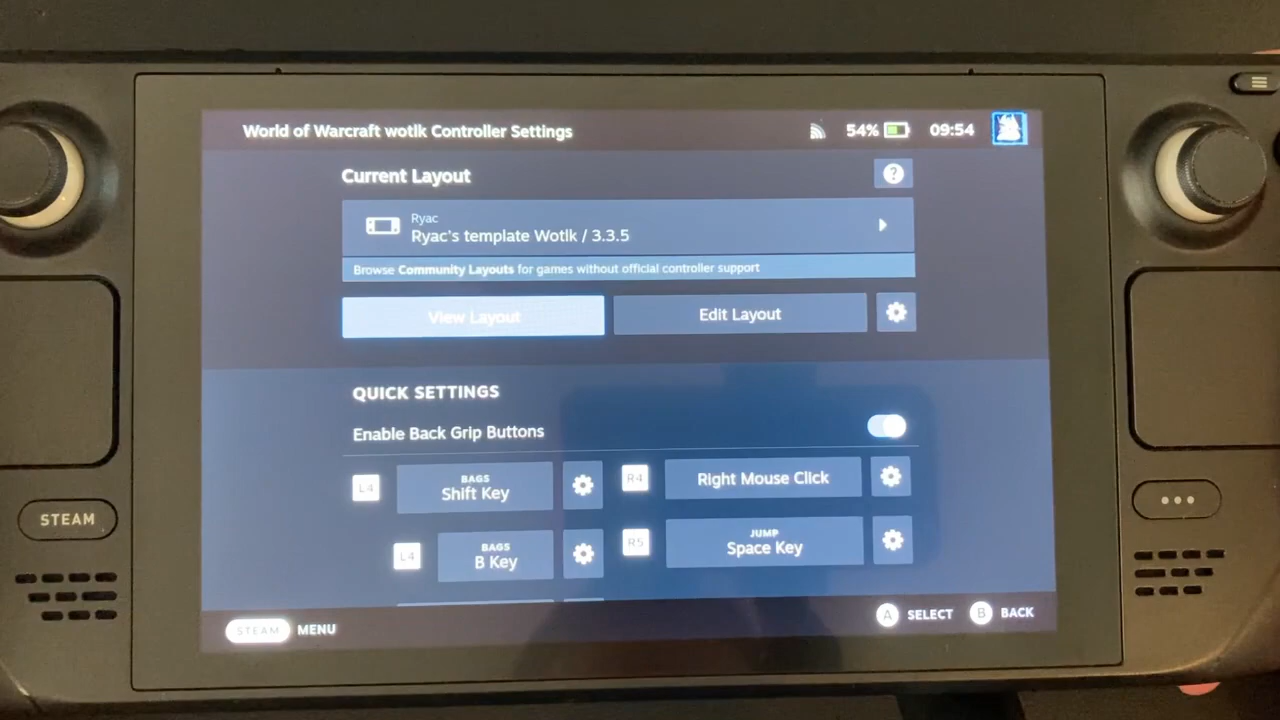 World of Warcraft wotlk Controller Settings
54%
09:54
Current Layout
?
Ryac
Ryac's template Wotlk / 3.3.5
Browse Community Layouts for games without official controller support
View Layout
Edit Layout
QUICK SETTINGS
Enable Back Grip Buttons
L4
BAGS
Shift Key
R4
Right Mouse Click
L4
BAGS
B Key
R5
JUMP
Space Key
STEAM
STEAM MENU
A SELECT
B BACK